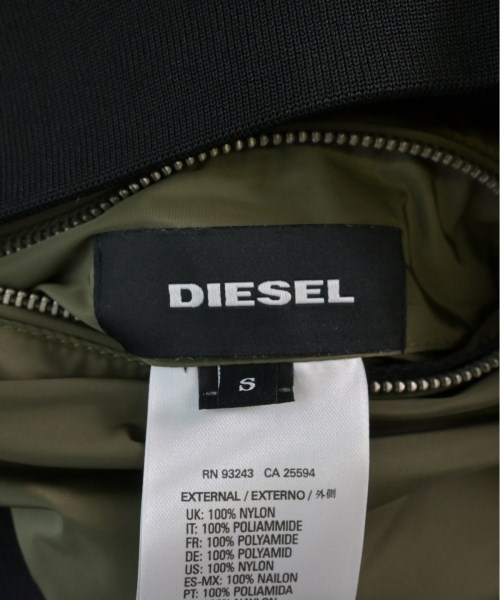 DIESEL
S
RN 93243 CA 25594
EXTERNAL / EXTERNO / 外側
UK: 100% NYLON
IT: 100% POLIAMMIDE
FR: 100% POLYAMIDE
DE: 100% POLYAMID
US: 100% NYLON
ES-MX: 100% NAILON
PT: 100% POLIAMIDA